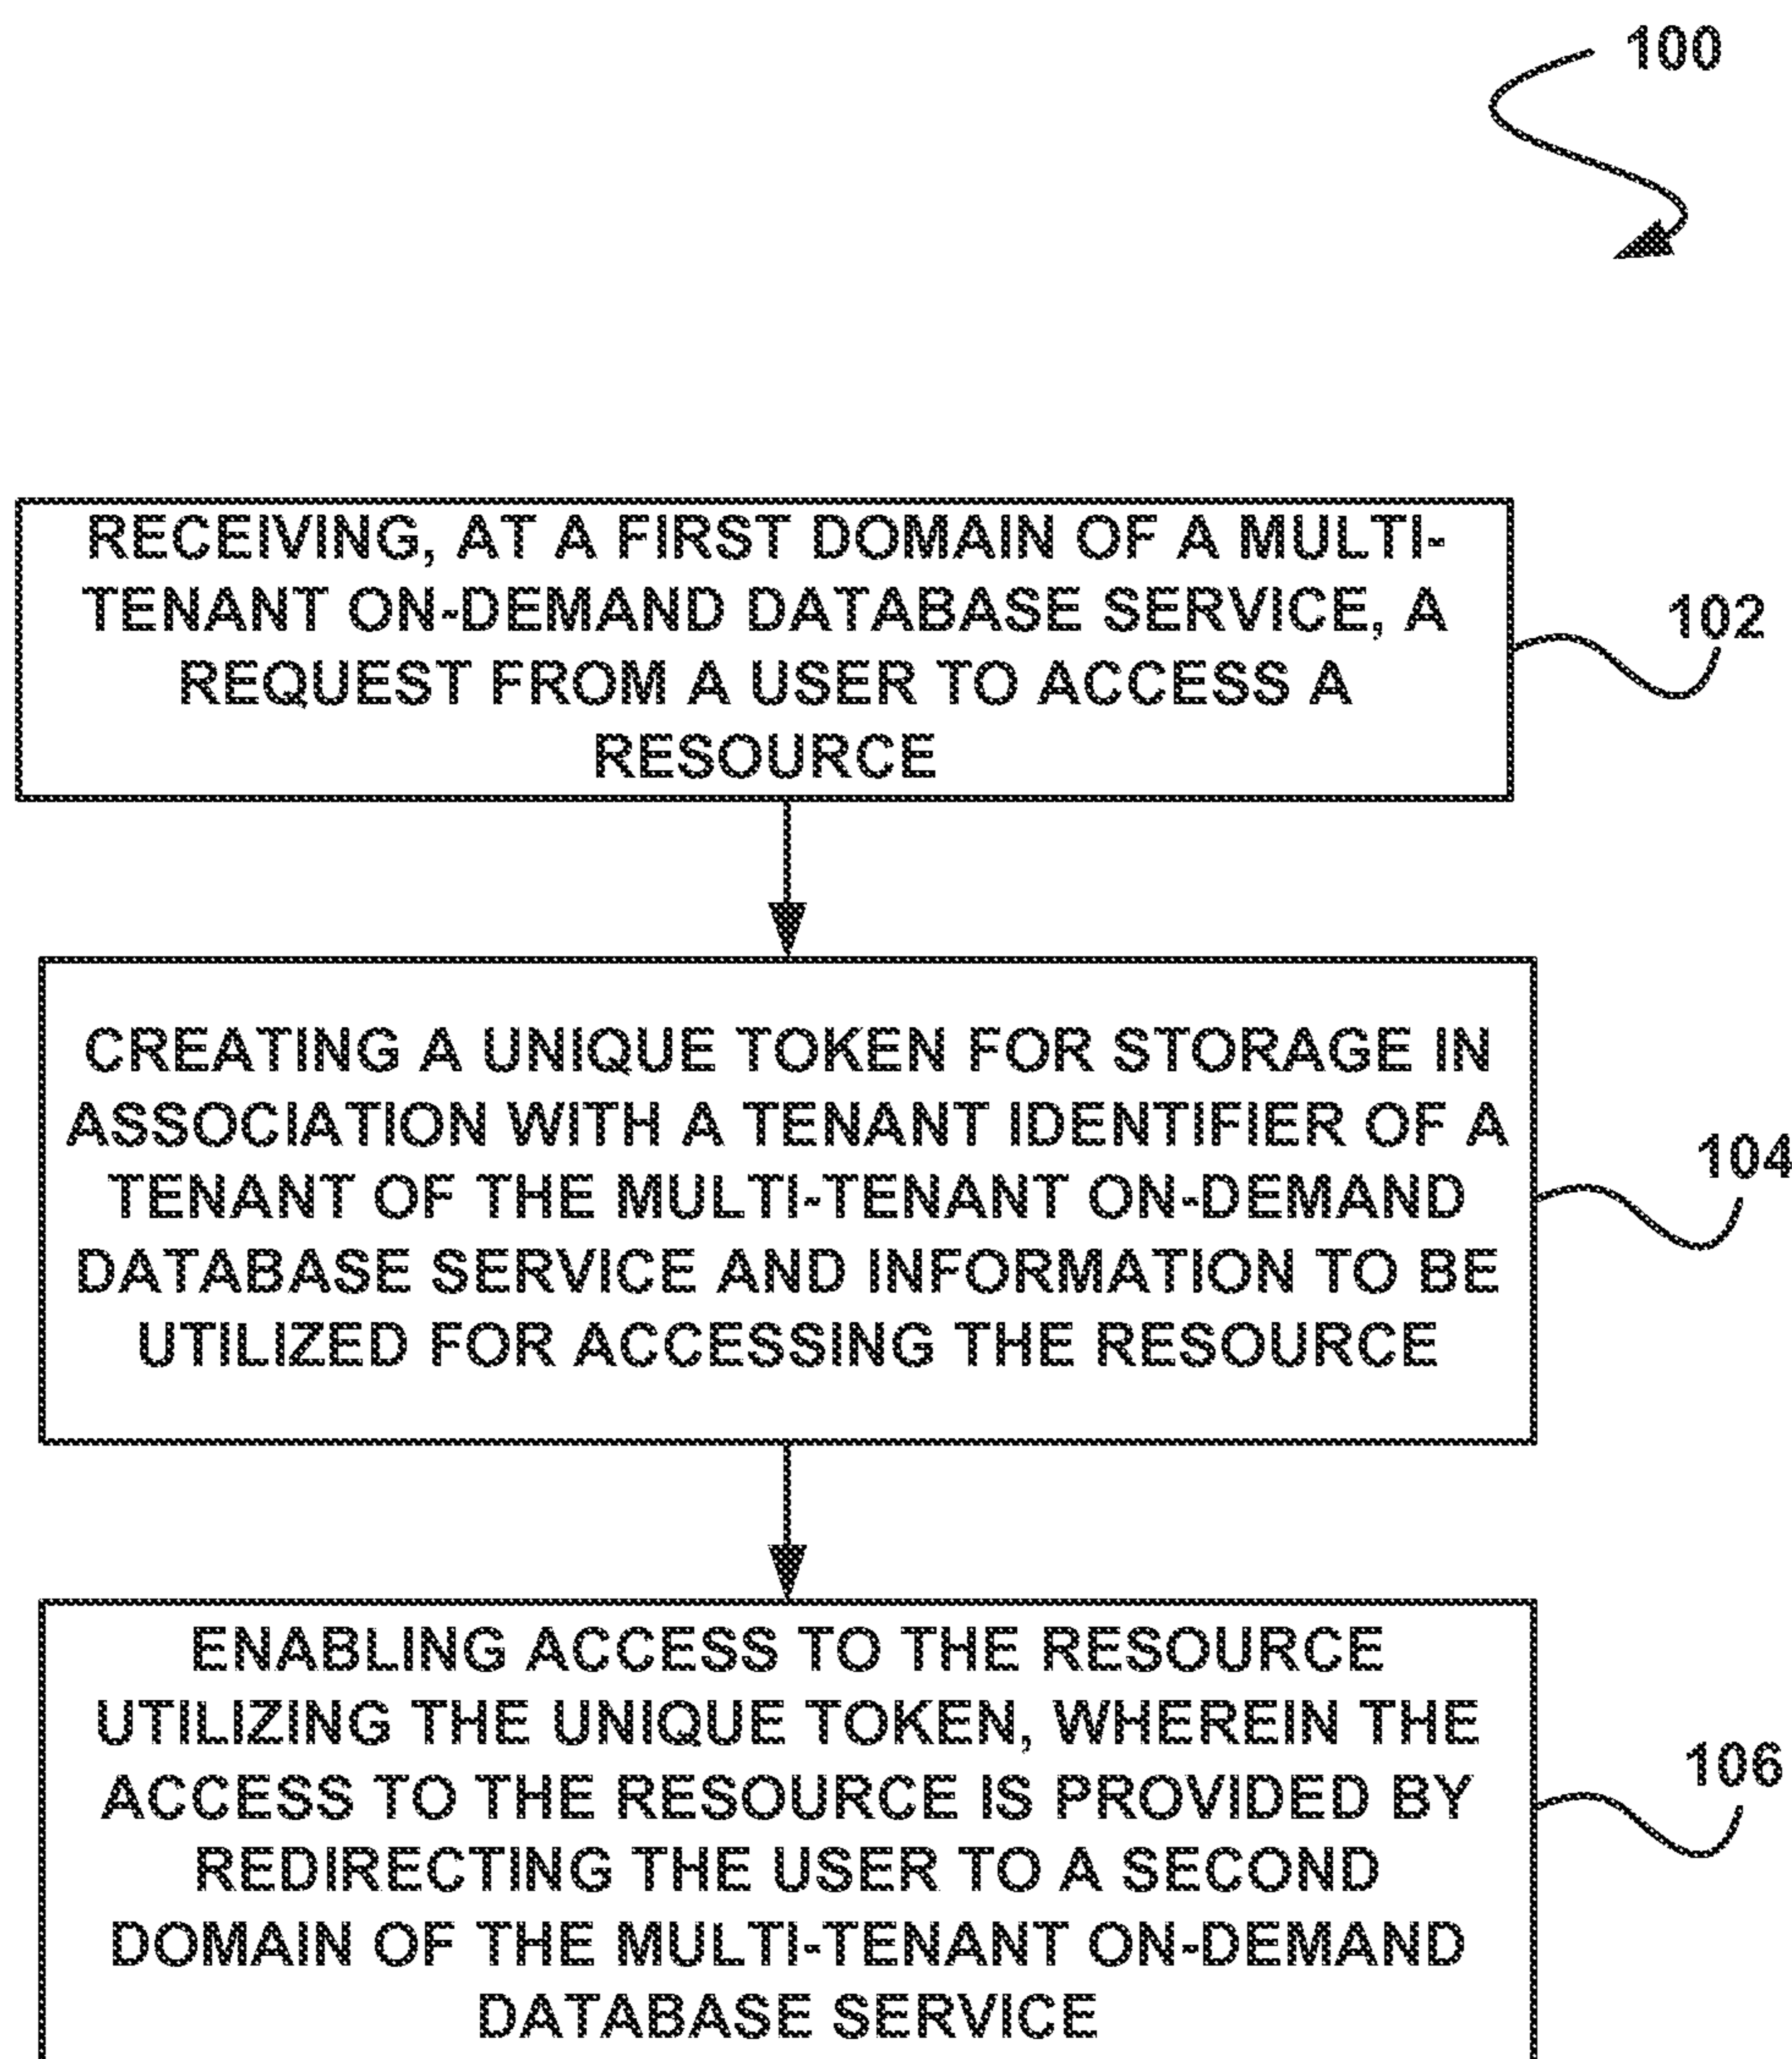 100
RECEIVING, AT A FIRST DOMAIN OF A MULTI-
TENANT ON-DEMAND DATABASE SERVICE, A
REQUEST FROM A USER TO ACCESS A
RESOURCE
102
CREATING A UNIQUE TOKEN FOR STORAGE IN
ASSOCIATION WITH A TENANT IDENTIFIER OF A
TENANT OF THE MULTI-TENANT ON-DEMAND
DATABASE SERVICE AND INFORMATION TO BE
UTILIZED FOR ACCESSING THE RESOURCE
104
ENABLING ACCESS TO THE RESOURCE
UTILIZING THE UNIQUE TOKEN, WHEREIN THE
ACCESS TO THE RESOURCE IS PROVIDED BY
REDIRECTING THE USER TO A SECOND
DOMAIN OF THE MULTI-TENANT ON-DEMAND
DATABASE SERVICE
106